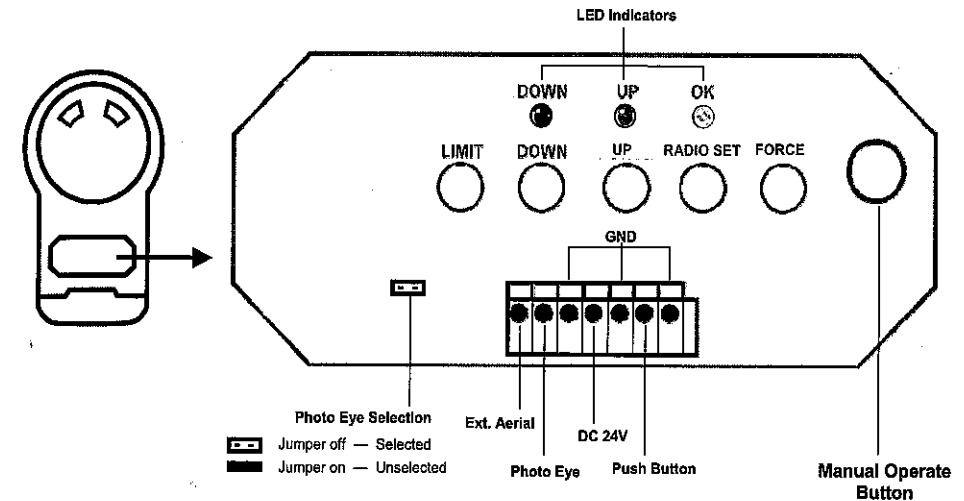 LED Indicators
DOWN UP OK
LIMIT DOWN UP RADIO SET FORCE
GND
Photo Eye Selection
Jumper off — Selected
Jumper on — Unselected
Ext. Aerial
DC 24V
Photo Eye
Push Button
Manual Operate
Button